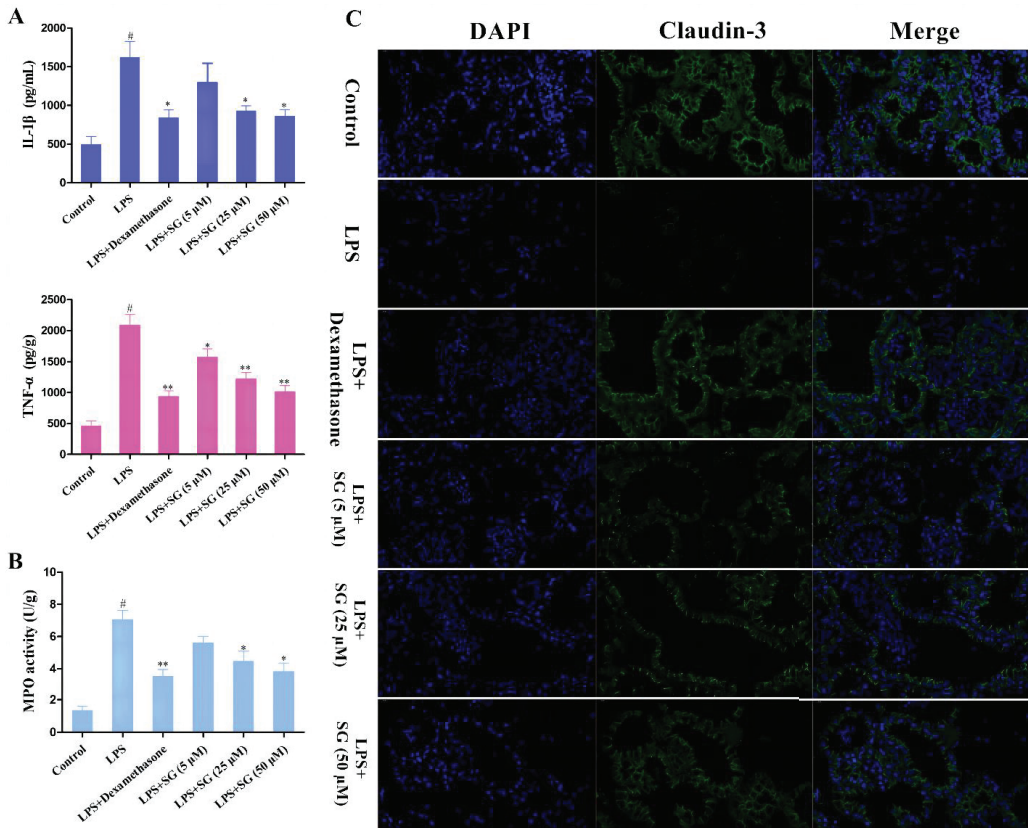 A
IL-1β (pg/mL)
2000
1500
1000
500
0
#
*
*
*
Control
LPS
LPS+Dexamethasone
LPS+SG (5 μM)
LPS+SG (25 μM)
LPS+SG (50 μM)
TNF-α (pg/g)
2500
2000
1500
1000
500
0
#
**
*
**
**
Control
LPS
LPS+Dexamethasone
LPS+SG (5 μM)
LPS+SG (25 μM)
LPS+SG (50 μM)
B
MPO activity (U/g)
10
8
6
4
2
0
#
**
*
*
Control
LPS
LPS+Dexamethasone
LPS+SG (5 μM)
LPS+SG (25 μM)
LPS+SG (50 μM)
C
DAPI Claudin-3 Merge
Control
LPS
LPS+
Dexamethasone
LPS+
SG (5 μM)
LPS+
SG (25 μM)
LPS+
SG (50 μM)